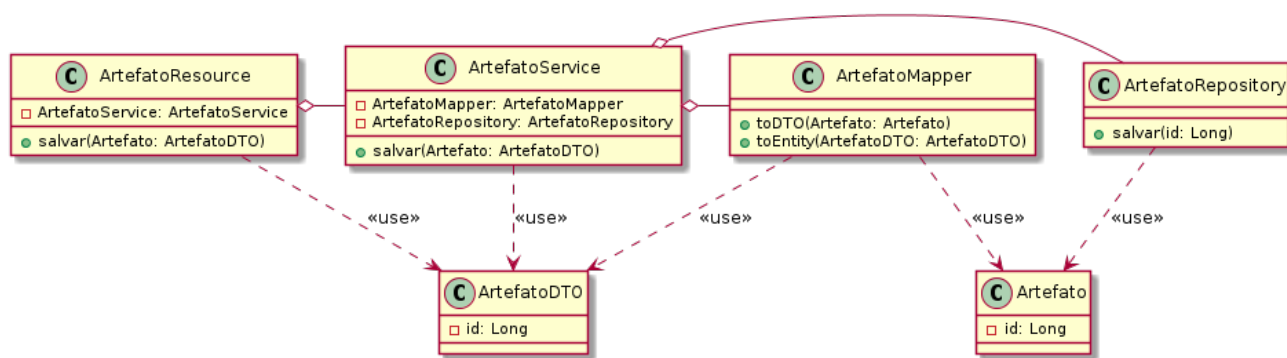 C ArtefatoResource
ArtefatoService: ArtefatoService
salvar(Artefato: ArtefatoDTO)
C ArtefatoService
ArtefatoMapper: ArtefatoMapper
ArtefatoRepository: ArtefatoRepository
salvar(Artefato: ArtefatoDTO)
C ArtefatoMapper
toDTO(Artefato: Artefato)
toEntity(ArtefatoDTO: ArtefatoDTO)
C ArtefatoRepository
salvar(id: Long)
«use»
«use»
«use»
«use»
«use»
C ArtefatoDTO
id: Long
C Artefato
id: Long